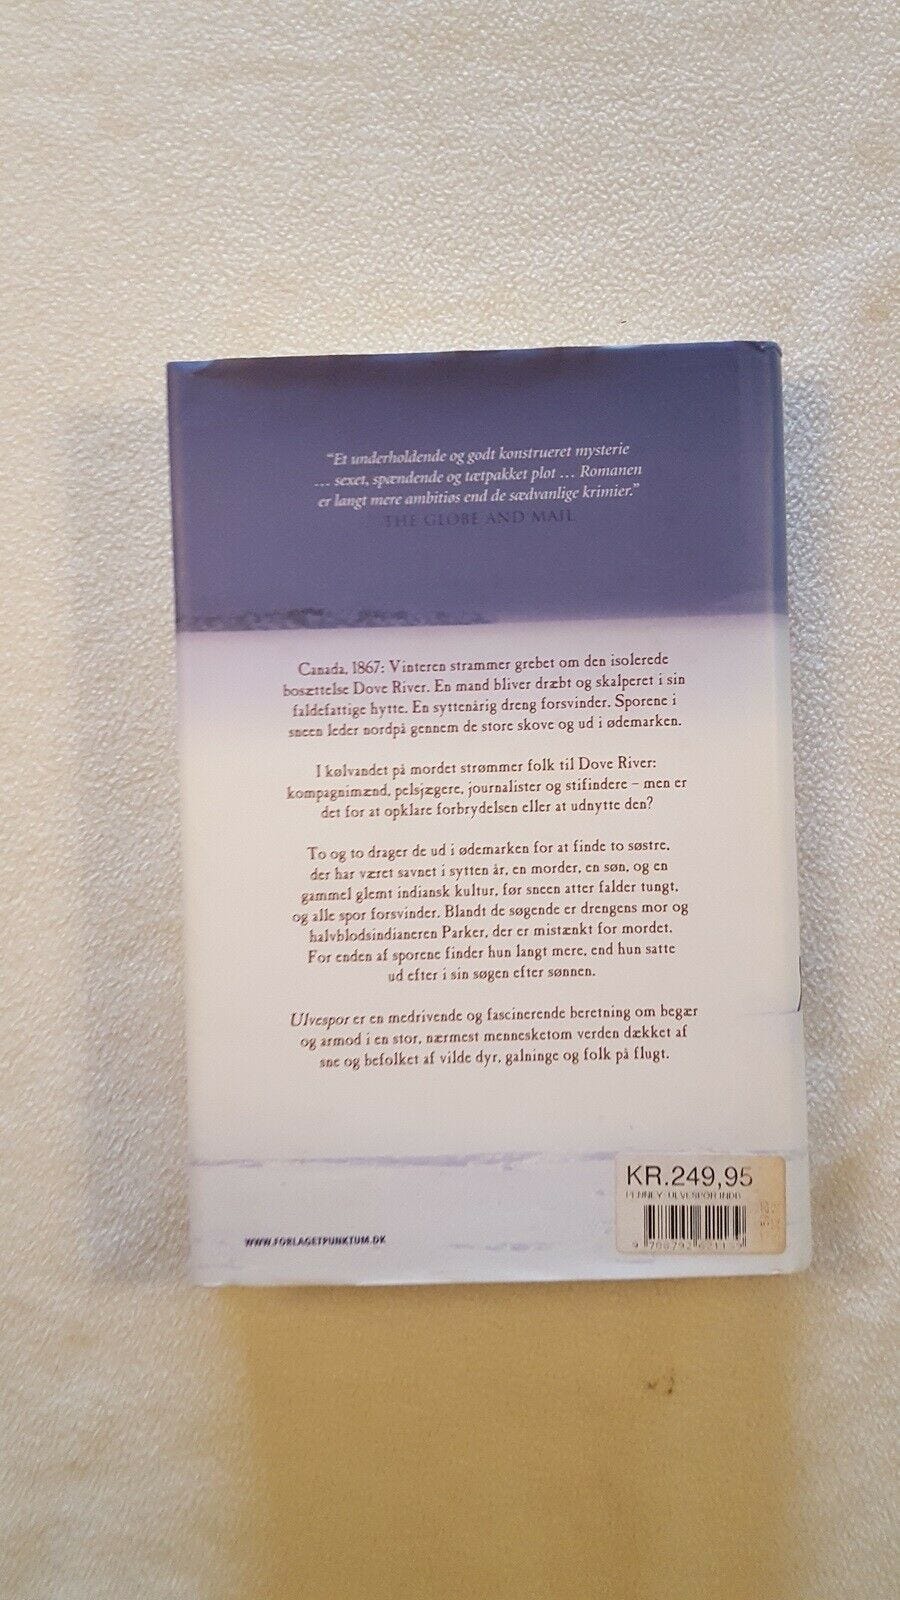 “Et underholdende og godt konstrueret mysterie
… sexet, spændende og tætpakket plot … Romanen
er langt mere ambitiøs end de sædvanlige krimier.”
THE GLOBE AND MAIL
Canada, 1867: Vinteren strammer grebet om den isolerede
bosættelse Dove River. En mand bliver dræbt og skalperet i sin
faldefattige hytte. En syttenårig dreng forsvinder. Sporene i
sneen leder nordpå gennem de store skove og ud i ødemarken.
I kølvandet på mordet strømmer folk til Dove River:
kompagnimænd, pelsjægere, journalister og stifindere – men er
det for at opklare forbrydelsen eller at udnytte den?
To og to drager de ud i ødemarken for at finde to søstre,
der har været savnet i sytten år, en morder, en søn, og en
gammel glemt indiansk kultur, før sneen atter falder tungt,
og alle spor forsvinder. Blandt de søgende er drengens mor og
halvblodsindianeren Parker, der er mistænkt for mordet.
For enden af sporene finder hun langt mere, end hun satte
ud efter i sin søgen efter sønnen.
Ulvespor er en medrivende og fascinerende beretning om begær
og armod i en stor, nærmest mennesketom verden dækket af
sne og befolket af vilde dyr, galninge og folk på flugt.
KR.249,95
PENNEY: ULVESPOR INDB
WWW.FORLAGETPUNKTUM.DK